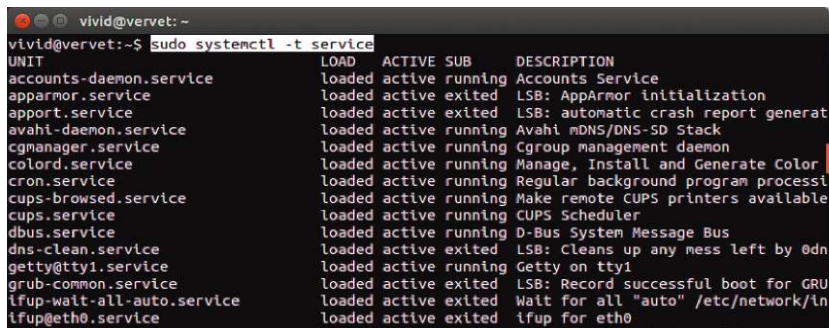 vivid@vervet: ~
vivid@vervet:~$ sudo systemctl -t service
UNIT LOAD ACTIVE SUB DESCRIPTION
accounts-daemon.service loaded active running Accounts Service
apparmor.service loaded active exited LSB: AppArmor initialization
apport.service loaded active exited LSB: automatic crash report generat
avahi-daemon.service loaded active running Avahi mDNS/DNS-SD Stack
cgmanager.service loaded active running Cgroup management daemon
colord.service loaded active running Manage, Install and Generate Color
cron.service loaded active running Regular background program processi
cups-browsed.service loaded active running Make remote CUPS printers available
cups.service loaded active running CUPS Scheduler
dbus.service loaded active running D-Bus System Message Bus
dns-clean.service loaded active exited LSB: Cleans up any mess left by 0dn
getty@tty1.service loaded active running Getty on tty1
grub-common.service loaded active exited LSB: Record successful boot for GRU
ifup-wait-all-auto.service loaded active exited Wait for all "auto" /etc/network/in
ifup@eth0.service loaded active exited ifup for eth0